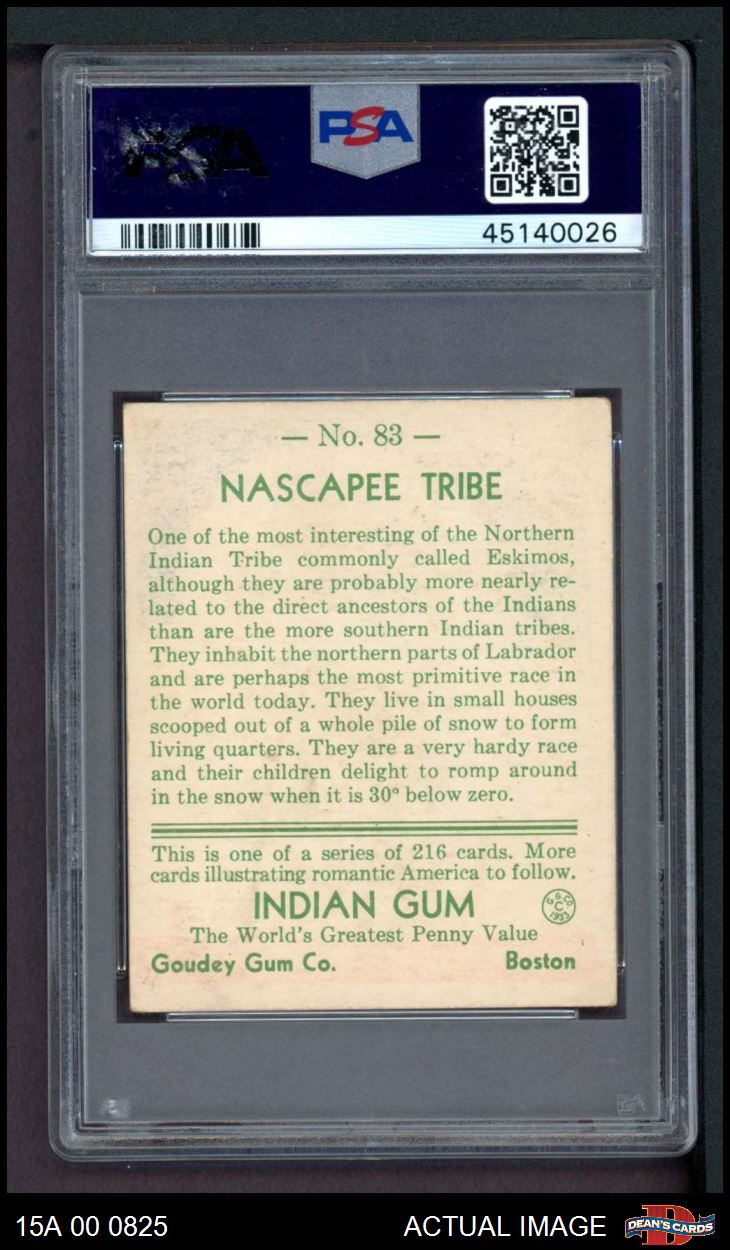 PSA
PSA
45140026
— No. 83 —
NASCAPEE TRIBE
One of the most interesting of the Northern
Indian Tribe commonly called Eskimos,
although they are probably more nearly re-
lated to the direct ancestors of the Indians
than are the more southern Indian tribes.
They inhabit the northern parts of Labrador
and are perhaps the most primitive race in
the world today. They live in small houses
scooped out of a whole pile of snow to form
living quarters. They are a very hardy race
and their children delight to romp around
in the snow when it is 30° below zero.
This is one of a series of 216 cards. More
cards illustrating romantic America to follow.
INDIAN GUM
G.G.CO.
C
1933
The World's Greatest Penny Value
Goudey Gum Co. Boston
PSA
15A 00 0825 ACTUAL IMAGE DEAN'S CARDS